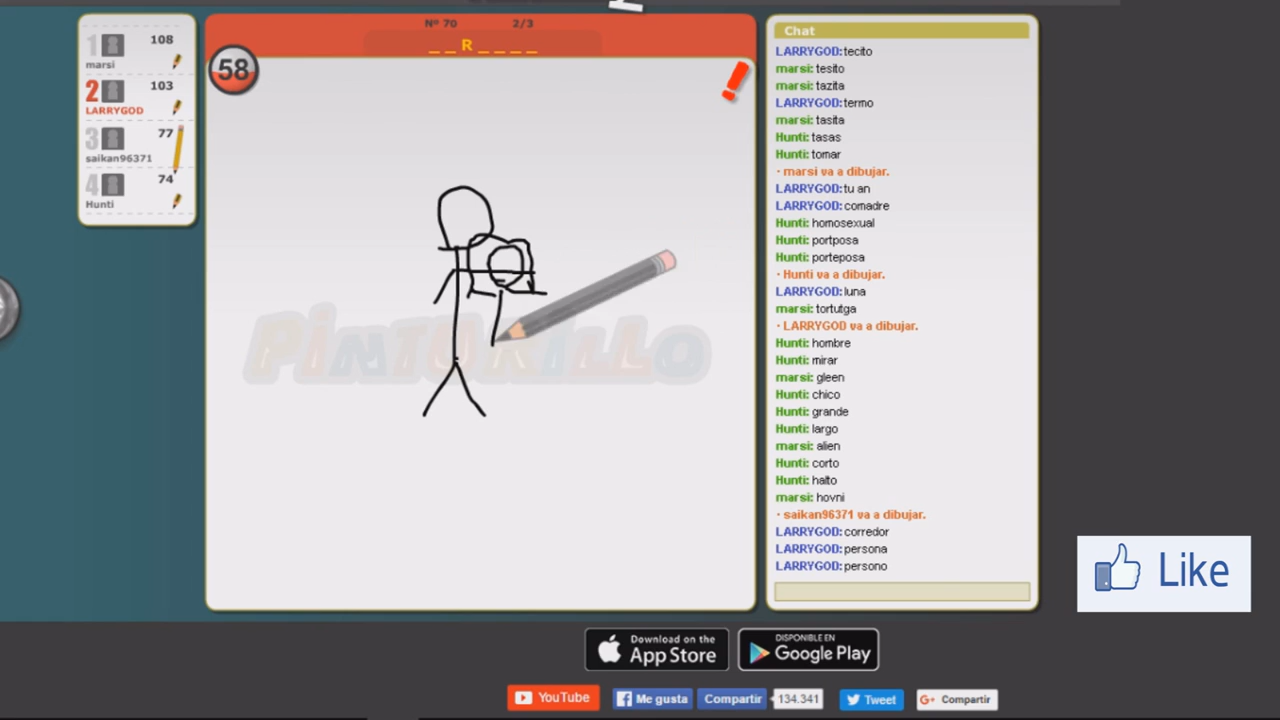 1
108
marsi
2
103
LARRYGOD
3
77
saikan96371
4
74
Hunti
Nº 70 2/3
_ _ R _ _ _ _
58
PINTURILLO
Chat
LARRYGOD: tecito
marsi: tesito
marsi: tazita
LARRYGOD: termo
marsi: tasita
Hunti: tasas
Hunti: tomar
· marsi va a dibujar.
LARRYGOD: tu an
LARRYGOD: comadre
Hunti: homosexual
Hunti: portposa
Hunti: porteposa
· Hunti va a dibujar.
LARRYGOD: luna
marsi: tortutga
· LARRYGOD va a dibujar.
Hunti: hombre
Hunti: mirar
marsi: gleen
Hunti: chico
Hunti: grande
Hunti: largo
marsi: alien
Hunti: corto
Hunti: halto
marsi: hovni
· saikan96371 va a dibujar.
LARRYGOD: corredor
LARRYGOD: persona
LARRYGOD: persono
Like
Download on the
App Store
DISPONIBLE EN
Google Play
YouTube
Me gusta Compartir 134.341
Tweet
G+ Compartir